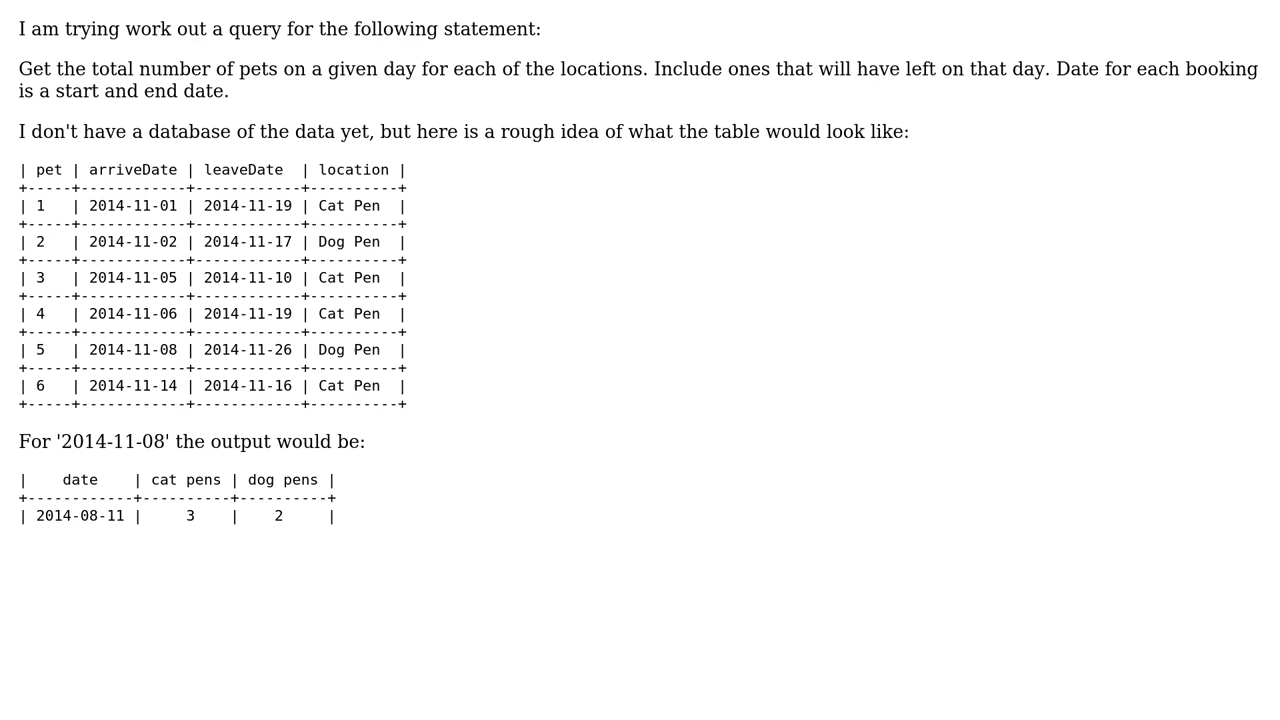 I am trying work out a query for the following statement:
Get the total number of pets on a given day for each of the locations. Include ones that will have left on that day. Date for each booking
is a start and end date.
I don't have a database of the data yet, but here is a rough idea of what the table would look like:
| pet | arriveDate | leaveDate  | location |
+-----+------------+------------+----------+
| 1   | 2014-11-01 | 2014-11-19 | Cat Pen  |
+-----+------------+------------+----------+
| 2   | 2014-11-02 | 2014-11-17 | Dog Pen  |
+-----+------------+------------+----------+
| 3   | 2014-11-05 | 2014-11-10 | Cat Pen  |
+-----+------------+------------+----------+
| 4   | 2014-11-06 | 2014-11-19 | Cat Pen  |
+-----+------------+------------+----------+
| 5   | 2014-11-08 | 2014-11-26 | Dog Pen  |
+-----+------------+------------+----------+
| 6   | 2014-11-14 | 2014-11-16 | Cat Pen  |
+-----+------------+------------+----------+
For '2014-11-08' the output would be:
|    date    | cat pens | dog pens |
+------------+----------+----------+
| 2014-08-11 |     3    |    2     |